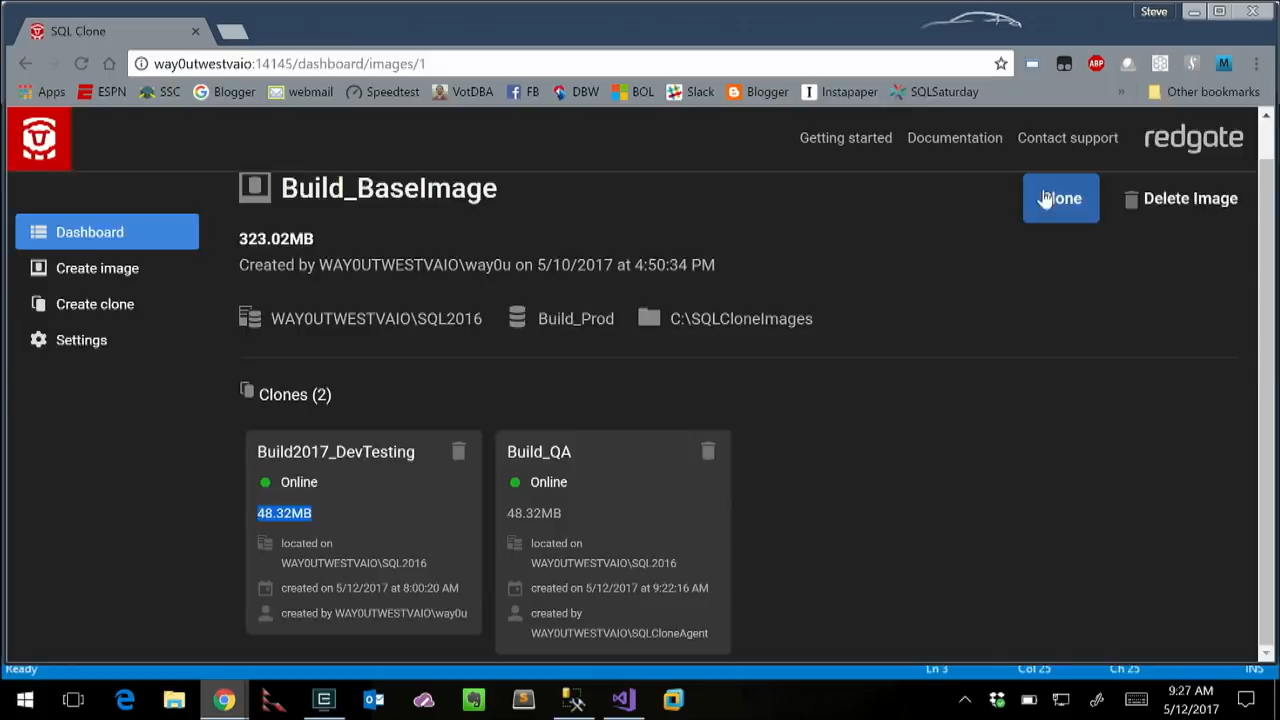 Steve
SQL Clone
way0utwestvaio:14145/dashboard/images/1
Apps ESPN SSC Blogger webmail Speedtest VotDBA FB DBW BOL Slack Blogger Instapaper SQLSaturday » Other bookmarks
Getting started Documentation Contact support redgate
Build_BaseImage
Delete Image
Dashboard
323.02MB
Create image
Created by WAY0UTWESTVAIO\way0u on 5/10/2017 at 4:50:34 PM
Create clone
WAY0UTWESTVAIO\SQL2016 Build_Prod C:\SQLCloneImages
Settings
Clones (2)
Build2017_DevTesting
Online
48.32MB
located on
WAY0UTWESTVAIO\SQL2016
created on 5/12/2017 at 8:00:20 AM
created by WAY0UTWESTVAIO\way0u
Build_QA
Online
48.32MB
located on
WAY0UTWESTVAIO\SQL2016
created on 5/12/2017 at 9:22:16 AM
created by
WAY0UTWESTVAIO\SQLCloneAgent
Ready Ln 3 Col 25 Ch 25 INS
9:27 AM
5/12/2017